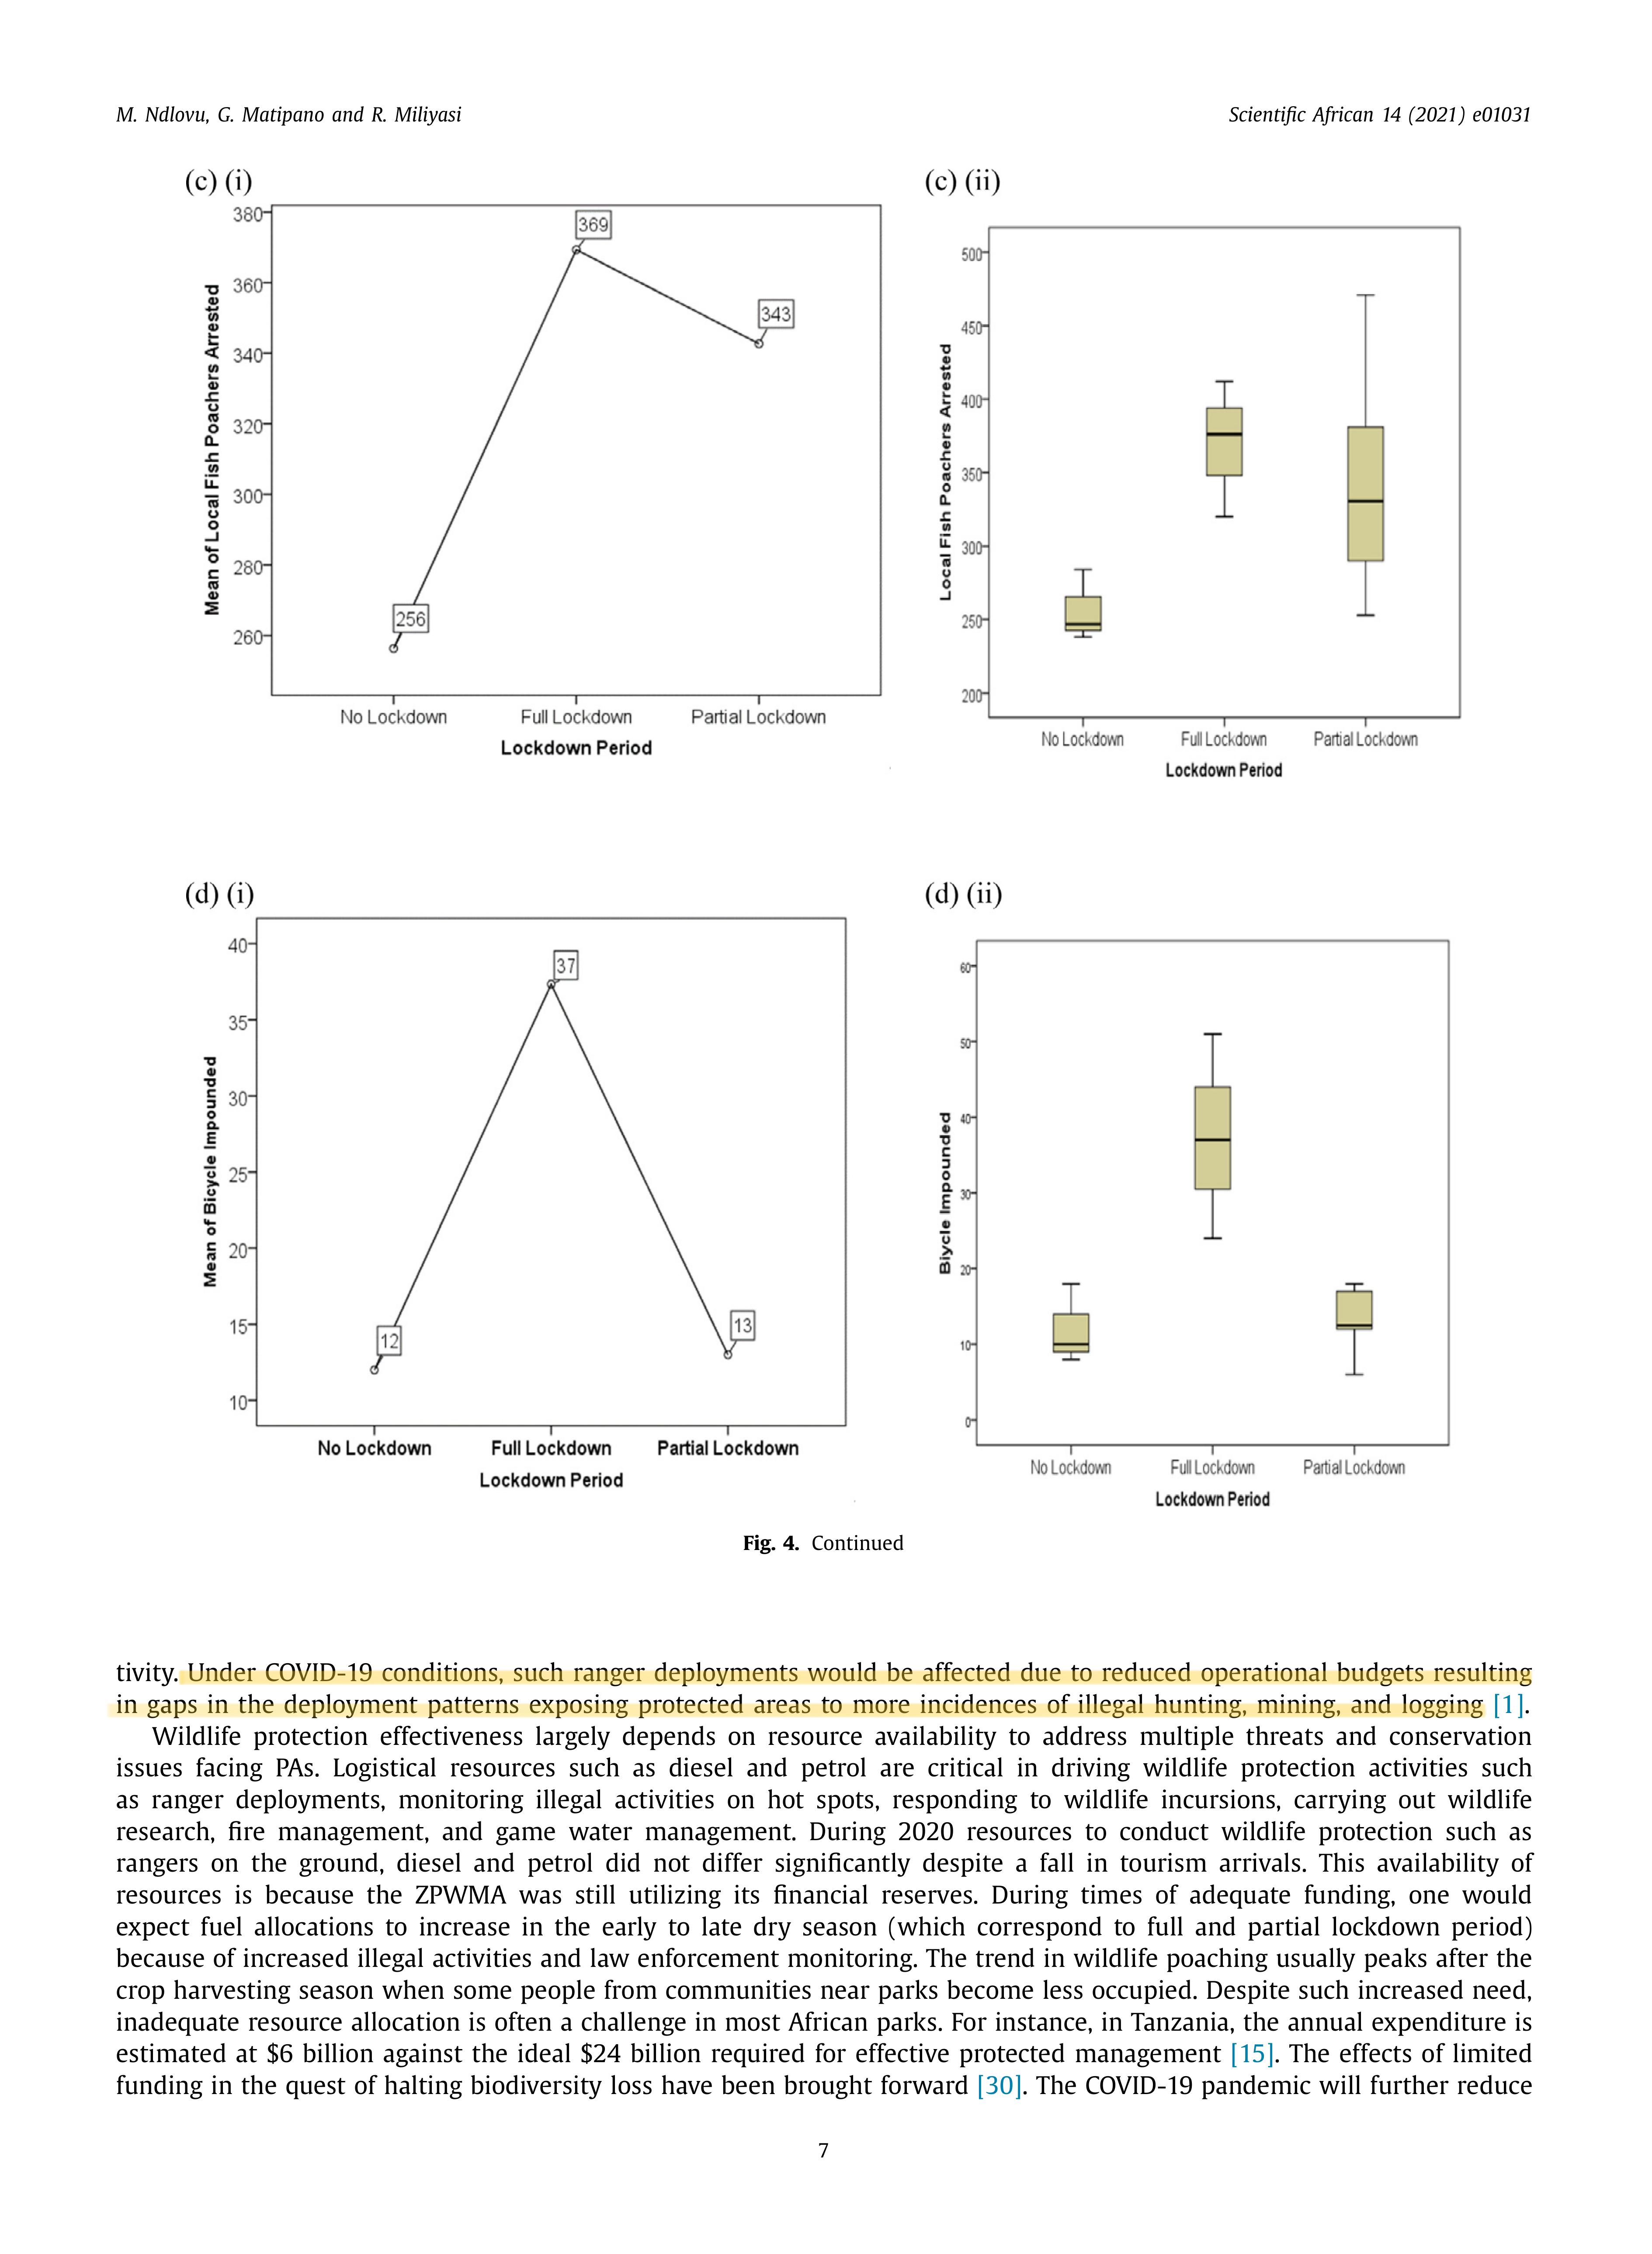 M. Ndlovu, G. Matipano and R. Miliyasi
Scientific African 14 (2021) e01031
(c) (i)
380
360
340
320
300
280
260
369
343
256
Mean of Local Fish Poachers Arrested
No Lockdown
Full Lockdown
Partial Lockdown
Lockdown Period
(c) (ii)
500
450
400
350
300
250
200
Local Fish Poachers Arrested
No Lockdown
Full Lockdown
Partial Lockdown
Lockdown Period
(d) (i)
40
35
30
25
20
15
10
37
12
13
Mean of Bicycle Impounded
No Lockdown
Full Lockdown
Partial Lockdown
Lockdown Period
(d) (ii)
60
50
40
30
20
10
0
Biycle Impounded
No Lockdown
Full Lockdown
Partial Lockdown
Lockdown Period
Fig. 4. Continued
tivity. Under COVID-19 conditions, such ranger deployments would be affected due to reduced operational budgets resulting
in gaps in the deployment patterns exposing protected areas to more incidences of illegal hunting, mining, and logging [1].
Wildlife protection effectiveness largely depends on resource availability to address multiple threats and conservation
issues facing PAs. Logistical resources such as diesel and petrol are critical in driving wildlife protection activities such
as ranger deployments, monitoring illegal activities on hot spots, responding to wildlife incursions, carrying out wildlife
research, fire management, and game water management. During 2020 resources to conduct wildlife protection such as
rangers on the ground, diesel and petrol did not differ significantly despite a fall in tourism arrivals. This availability of
resources is because the ZPWMA was still utilizing its financial reserves. During times of adequate funding, one would
expect fuel allocations to increase in the early to late dry season (which correspond to full and partial lockdown period)
because of increased illegal activities and law enforcement monitoring. The trend in wildlife poaching usually peaks after the
crop harvesting season when some people from communities near parks become less occupied. Despite such increased need,
inadequate resource allocation is often a challenge in most African parks. For instance, in Tanzania, the annual expenditure is
estimated at $6 billion against the ideal $24 billion required for effective protected management [15]. The effects of limited
funding in the quest of halting biodiversity loss have been brought forward [30]. The COVID-19 pandemic will further reduce
7